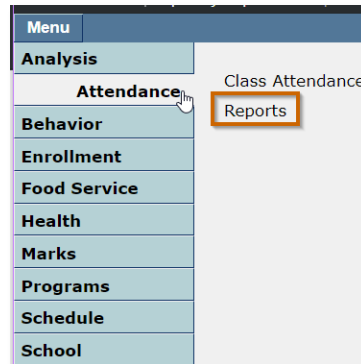 Menu
Analysis
Attendance
Class Attendance
Reports
Behavior
Enrollment
Food Service
Health
Marks
Programs
Schedule
School